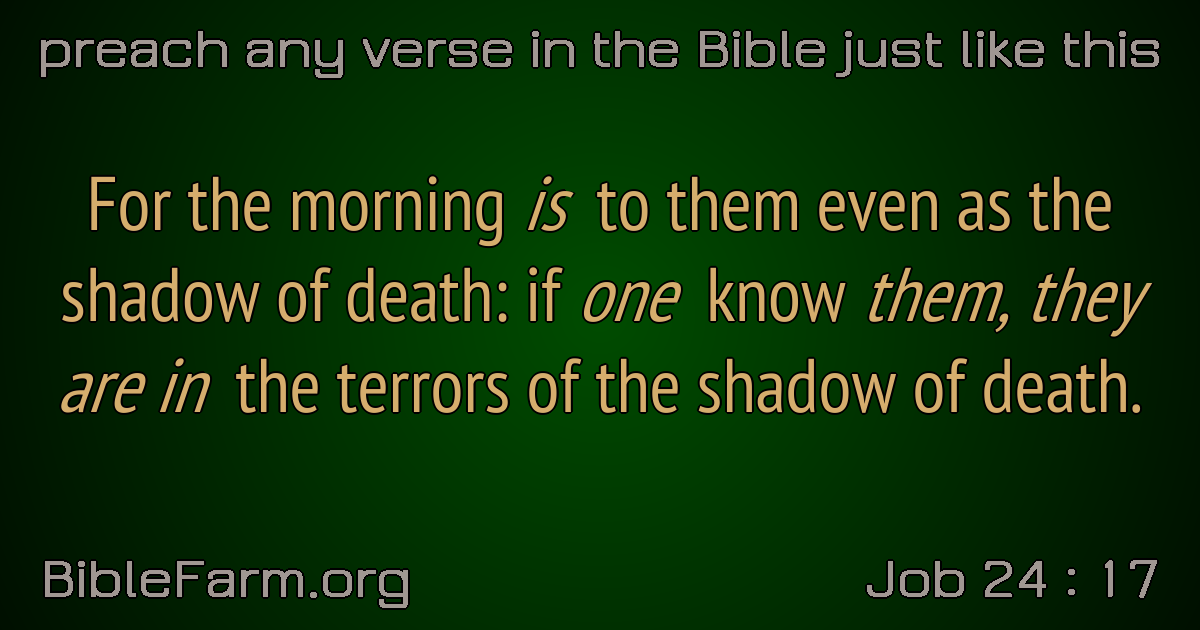 preach any verse in the Bible just like this
For the morning is to them even as the
shadow of death: if one know them, they
are in the terrors of the shadow of death.
BibleFarm.org
Job 24 : 17